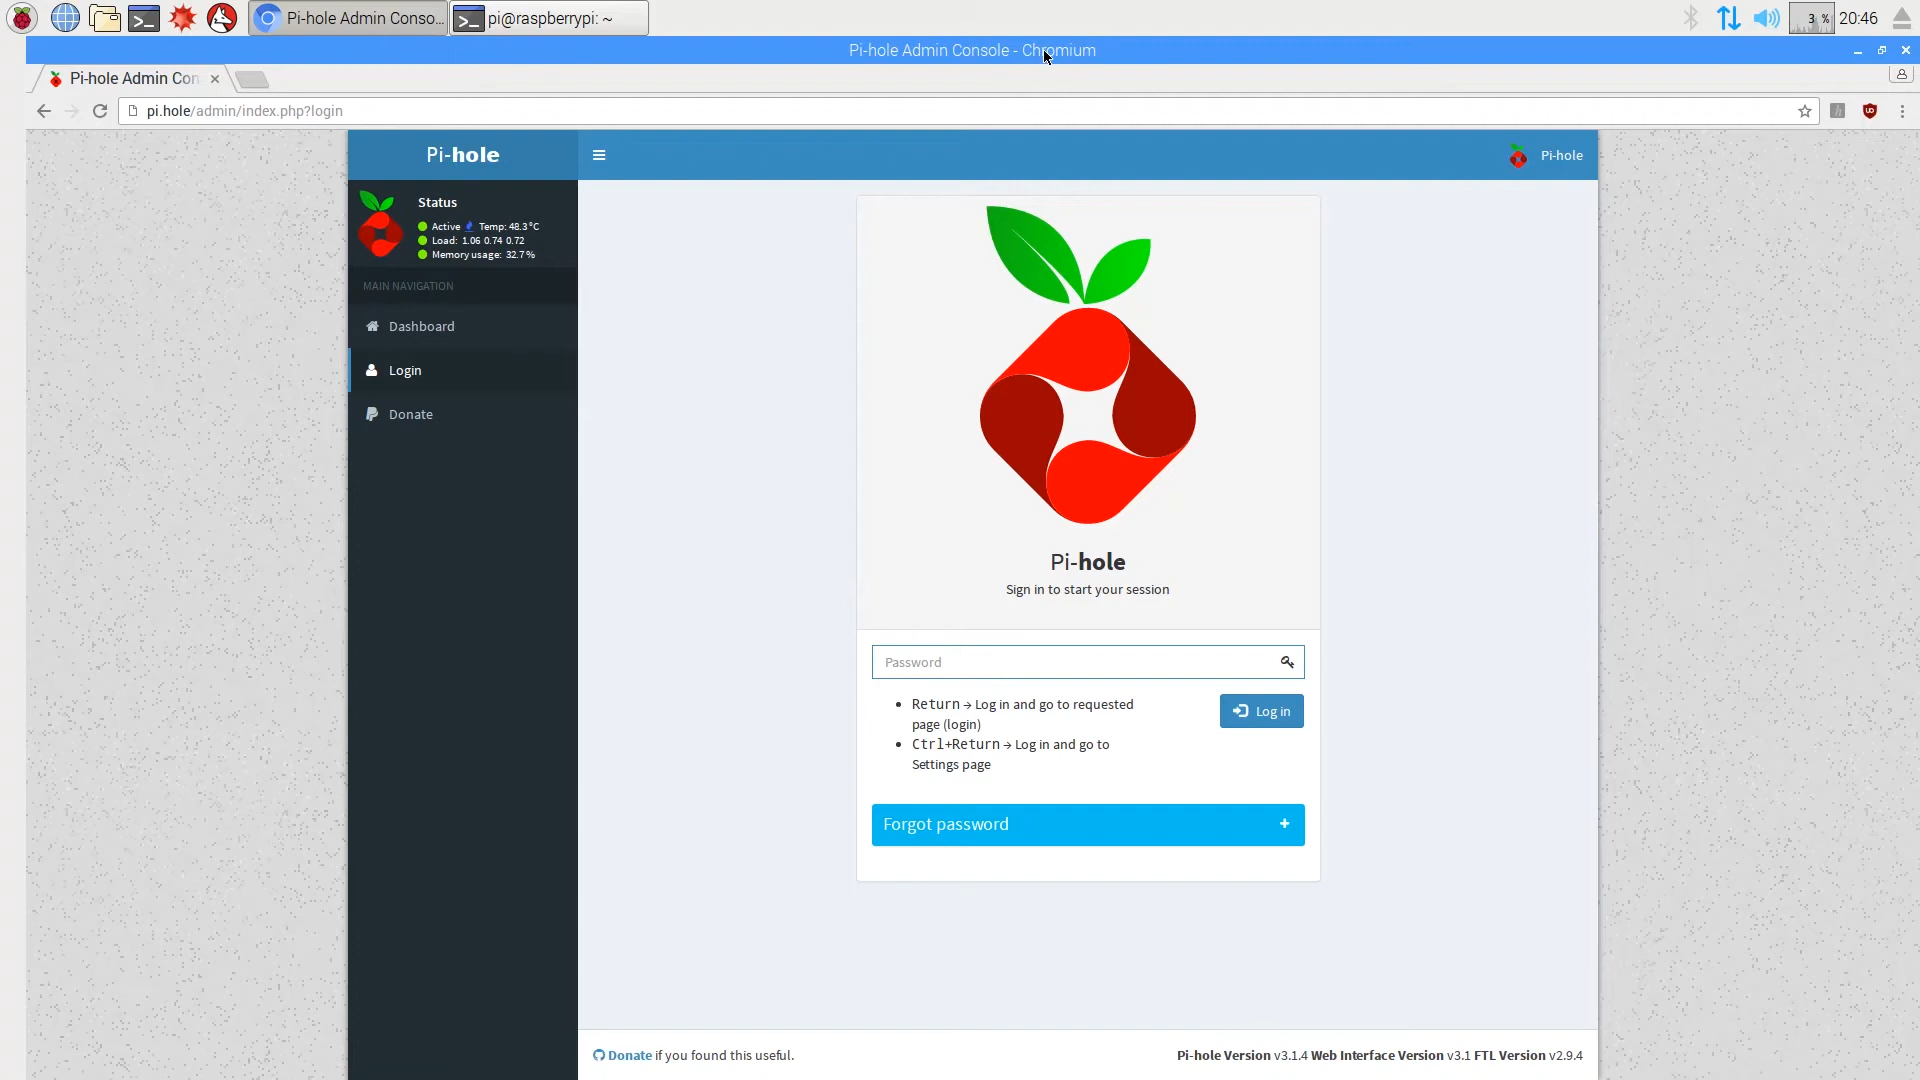 Pi-hole Admin Conso...
pi@raspberrypi: ~
3 %
20:46
Pi-hole Admin Console - Chromium
Pi-hole Admin Con
pi.hole/admin/index.php?login
Pi-hole
Pi-hole
Status
Active Temp: 48.3°C
Load: 1.06 0.74 0.72
Memory usage: 32.7%
MAIN NAVIGATION
Dashboard
Login
Donate
Pi-hole
Sign in to start your session
Password
Return → Log in and go to requested
page (login)
Ctrl+Return → Log in and go to
Settings page
Log in
Forgot password
Donate if you found this useful.
Pi-hole Version v3.1.4 Web Interface Version v3.1 FTL Version v2.9.4